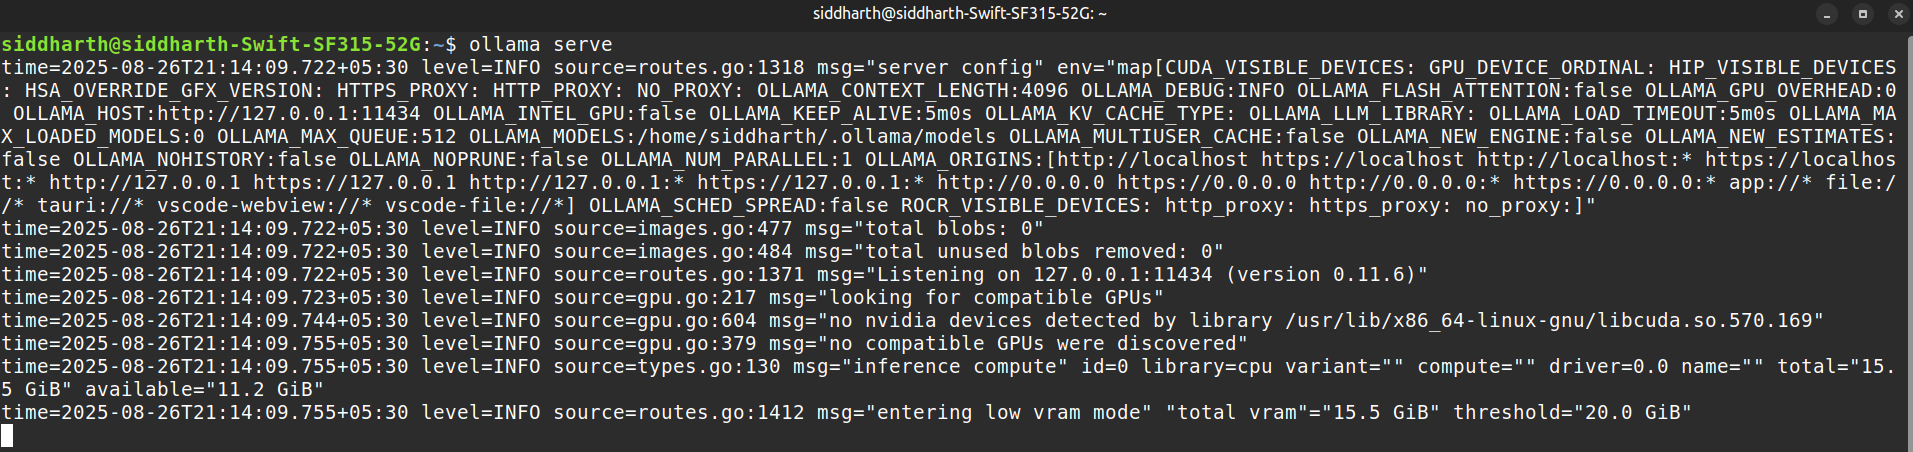 siddharth@siddharth-Swift-SF315-52G: ~
siddharth@siddharth-Swift-SF315-52G:~$ ollama serve
time=2025-08-26T21:14:09.722+05:30 level=INFO source=routes.go:1318 msg="server config" env="map[CUDA_VISIBLE_DEVICES: GPU_DEVICE_ORDINAL: HIP_VISIBLE_DEVICES
: HSA_OVERRIDE_GFX_VERSION: HTTPS_PROXY: HTTP_PROXY: NO_PROXY: OLLAMA_CONTEXT_LENGTH:4096 OLLAMA_DEBUG:INFO OLLAMA_FLASH_ATTENTION:false OLLAMA_GPU_OVERHEAD:0
 OLLAMA_HOST:http://127.0.0.1:11434 OLLAMA_INTEL_GPU:false OLLAMA_KEEP_ALIVE:5m0s OLLAMA_KV_CACHE_TYPE: OLLAMA_LLM_LIBRARY: OLLAMA_LOAD_TIMEOUT:5m0s OLLAMA_MA
X_LOADED_MODELS:0 OLLAMA_MAX_QUEUE:512 OLLAMA_MODELS:/home/siddharth/.ollama/models OLLAMA_MULTIUSER_CACHE:false OLLAMA_NEW_ENGINE:false OLLAMA_NEW_ESTIMATES:
false OLLAMA_NOHISTORY:false OLLAMA_NOPRUNE:false OLLAMA_NUM_PARALLEL:1 OLLAMA_ORIGINS:[http://localhost https://localhost http://localhost:* https://localhos
t:* http://127.0.0.1 https://127.0.0.1 http://127.0.0.1:* https://127.0.0.1:* http://0.0.0.0 https://0.0.0.0 http://0.0.0.0:* https://0.0.0.0:* app://* file:/
/* tauri://* vscode-webview://* vscode-file://*] OLLAMA_SCHED_SPREAD:false ROCR_VISIBLE_DEVICES: http_proxy: https_proxy: no_proxy:]"
time=2025-08-26T21:14:09.722+05:30 level=INFO source=images.go:477 msg="total blobs: 0"
time=2025-08-26T21:14:09.722+05:30 level=INFO source=images.go:484 msg="total unused blobs removed: 0"
time=2025-08-26T21:14:09.722+05:30 level=INFO source=routes.go:1371 msg="Listening on 127.0.0.1:11434 (version 0.11.6)"
time=2025-08-26T21:14:09.723+05:30 level=INFO source=gpu.go:217 msg="looking for compatible GPUs"
time=2025-08-26T21:14:09.744+05:30 level=INFO source=gpu.go:604 msg="no nvidia devices detected by library /usr/lib/x86_64-linux-gnu/libcuda.so.570.169"
time=2025-08-26T21:14:09.755+05:30 level=INFO source=gpu.go:379 msg="no compatible GPUs were discovered"
time=2025-08-26T21:14:09.755+05:30 level=INFO source=types.go:130 msg="inference compute" id=0 library=cpu variant="" compute="" driver=0.0 name="" total="15.
5 GiB" available="11.2 GiB"
time=2025-08-26T21:14:09.755+05:30 level=INFO source=routes.go:1412 msg="entering low vram mode" "total vram"="15.5 GiB" threshold="20.0 GiB"